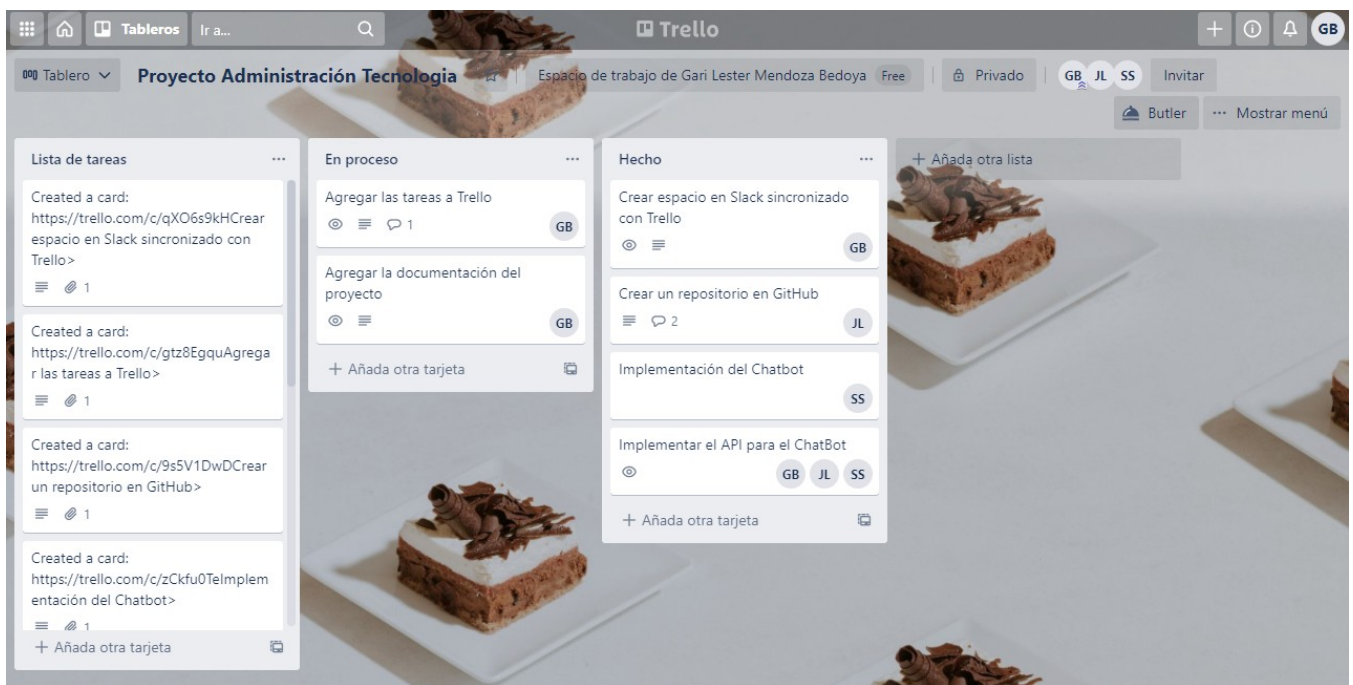 Tableros
Ir a...
Trello
GB
Tablero
Proyecto Administración Tecnologia
Espacio de trabajo de Gari Lester Mendoza Bedoya
Free
Privado
GB JL SS
Invitar
Butler
Mostrar menú
Lista de tareas
Created a card:
https://trello.com/c/qXO6s9kHCrear
espacio en Slack sincronizado con
Trello>
1
Created a card:
https://trello.com/c/gtz8EgquAgrega
r las tareas a Trello>
1
Created a card:
https://trello.com/c/9s5V1DwDCrear
un repositorio en GitHub>
1
Created a card:
https://trello.com/c/zCkfu0TeImplem
entación del Chatbot>
1
+ Añada otra tarjeta
En proceso
Agregar las tareas a Trello
1
GB
Agregar la documentación del
proyecto
GB
+ Añada otra tarjeta
Hecho
Crear espacio en Slack sincronizado
con Trello
GB
Crear un repositorio en GitHub
2
JL
Implementación del Chatbot
SS
Implementar el API para el ChatBot
GB JL SS
+ Añada otra tarjeta
+ Añada otra lista